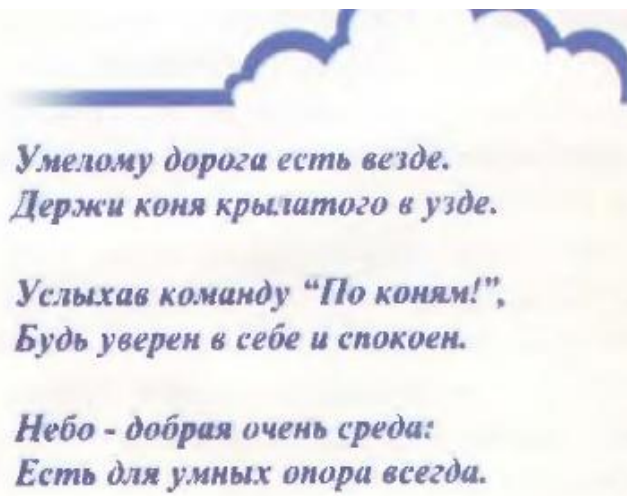 Умелому дорога есть везде.
Держи коня крылатого в узде.
Услыхав команду “По коням!”,
Будь уверен в себе и спокоен.
Небо - добрая очень среда:
Есть для умных опора всегда.